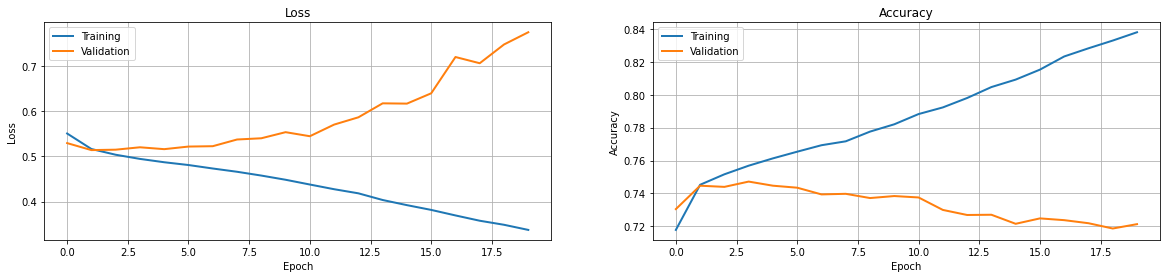 Loss
Training
Validation
0.7
0.6
0.5
0.4
Loss
0.0 2.5 5.0 7.5 10.0 12.5 15.0 17.5
Epoch
Accuracy
Training
Validation
0.84
0.82
0.80
0.78
0.76
0.74
0.72
Accuracy
0.0 2.5 5.0 7.5 10.0 12.5 15.0 17.5
Epoch